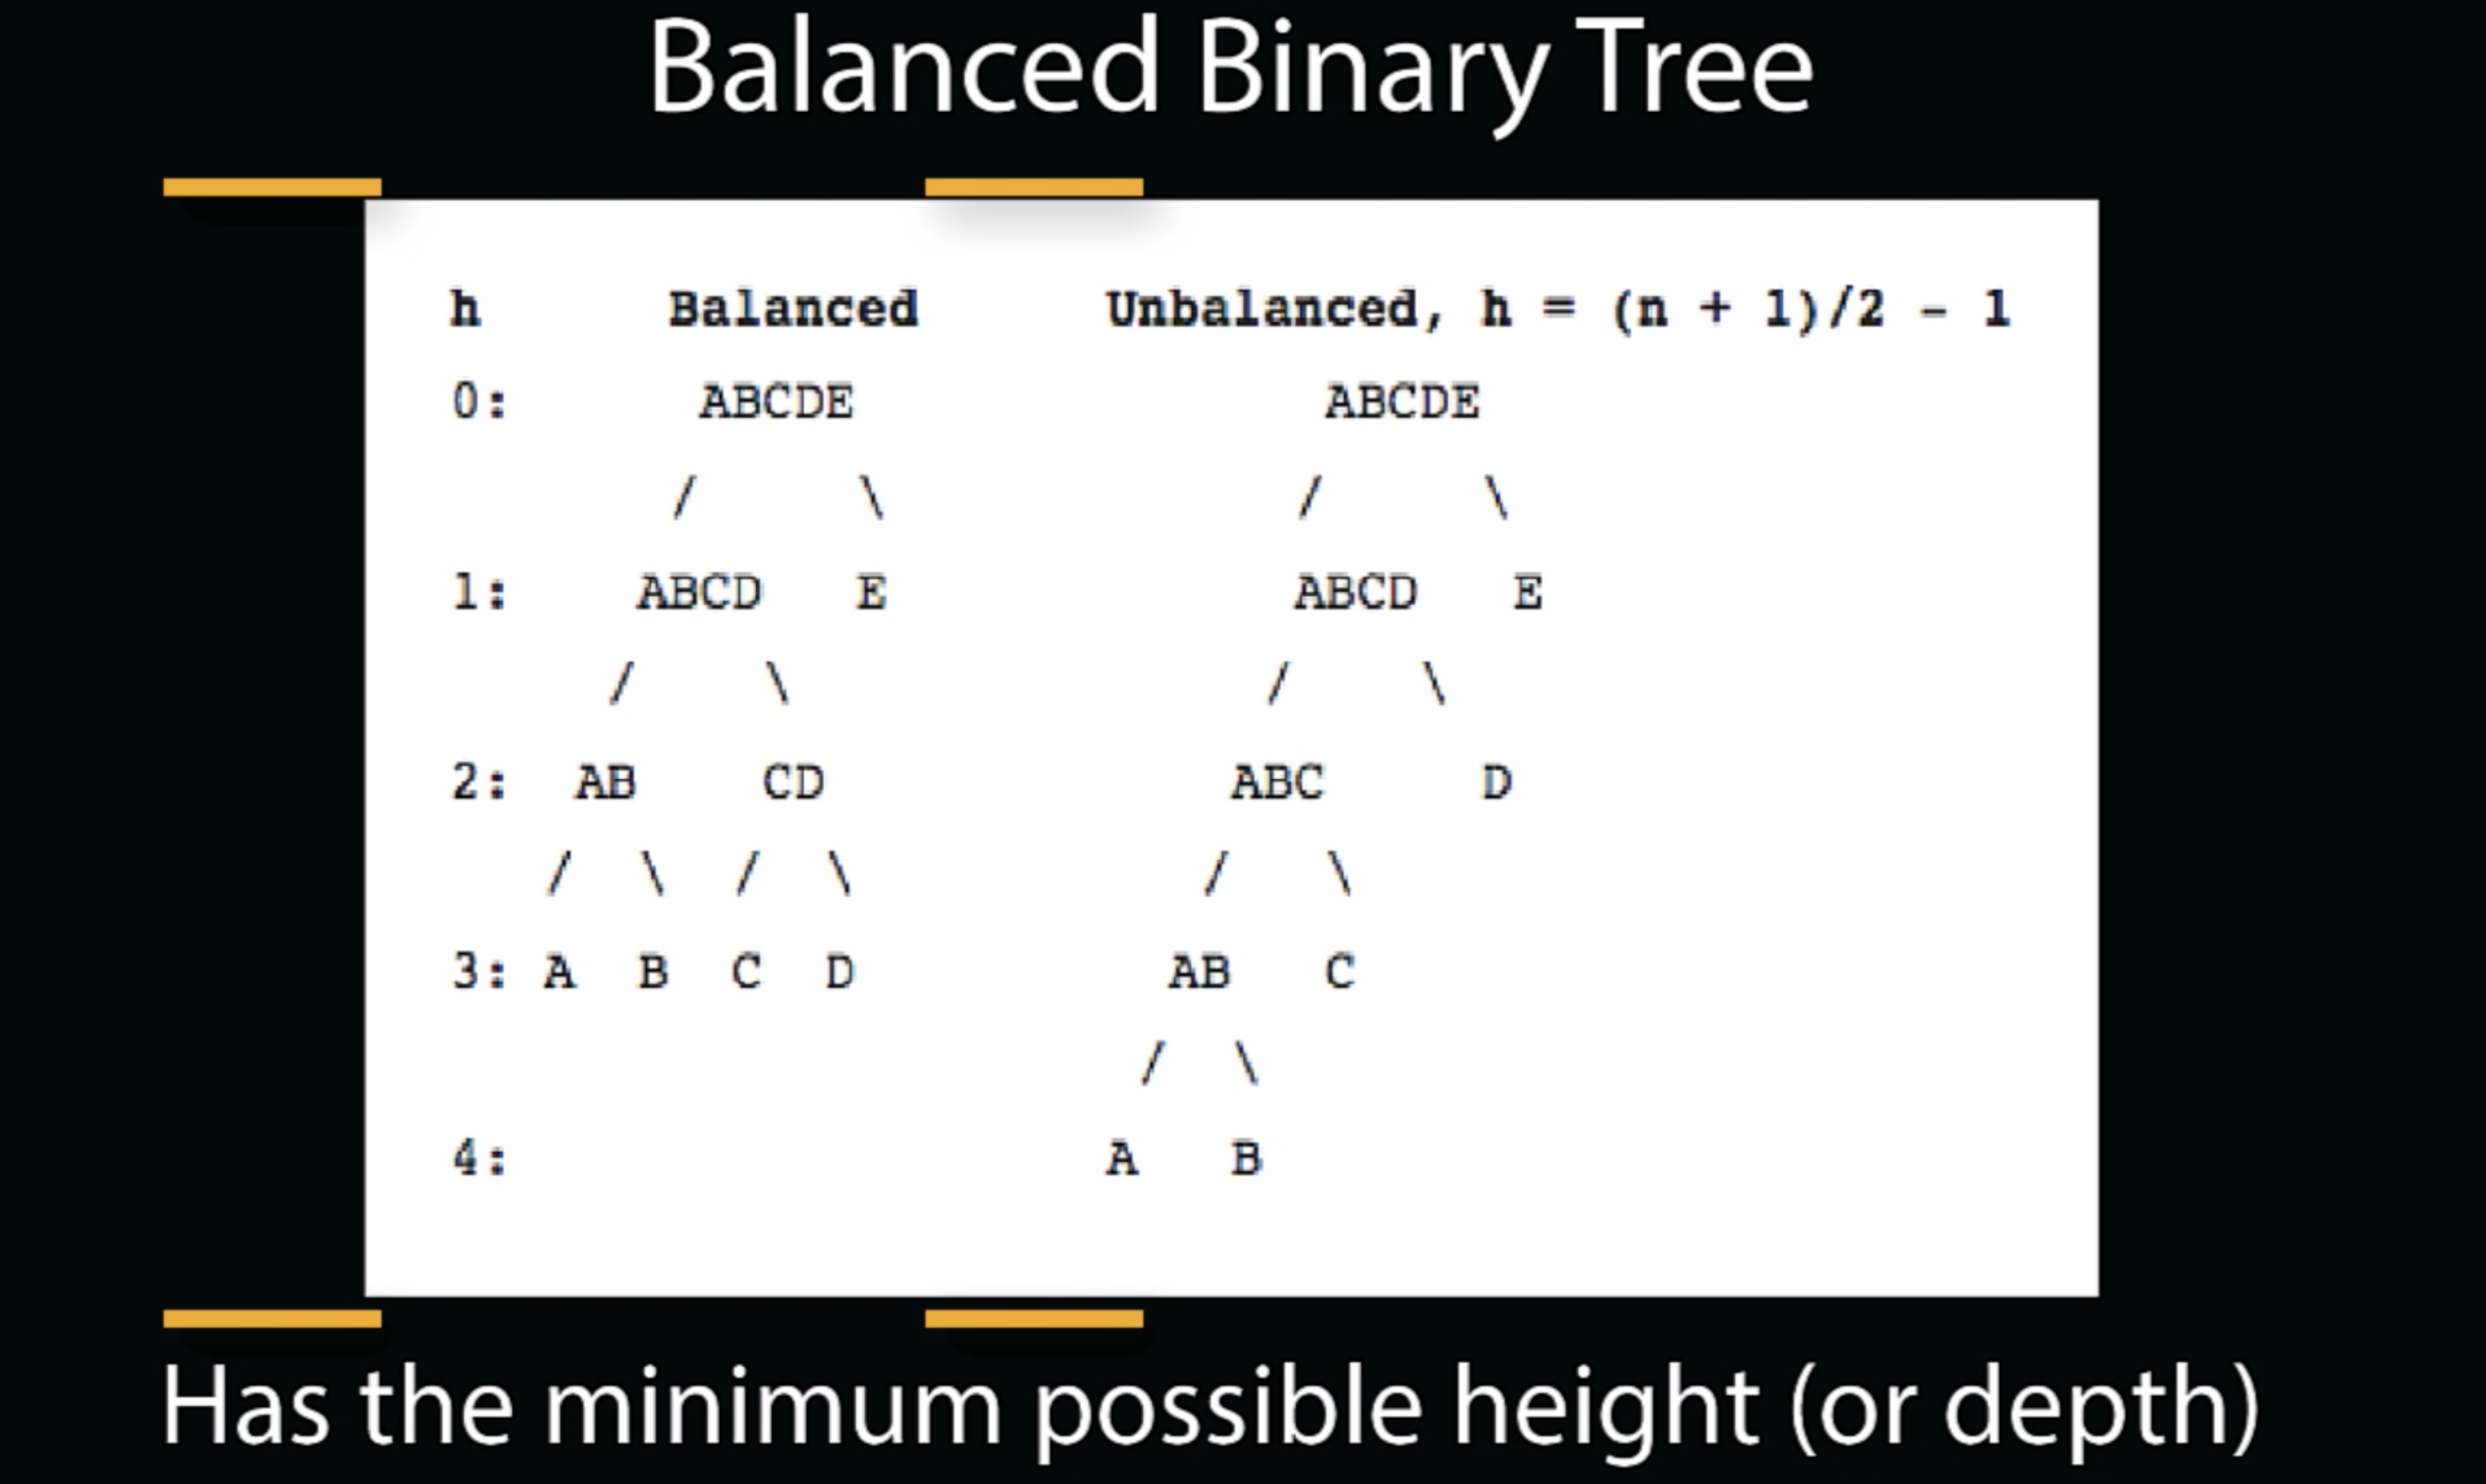 Balanced Binary Tree
h Balanced Unbalanced, h = (n + 1)/2 - 1
0: ABCDE ABCDE
/ \ / \
1: ABCD E ABCD E
/ \ / \
2: AB CD ABC D
/ \ / \ / \
3: A B C D AB C
/ \
4: A B
Has the minimum possible height (or depth)